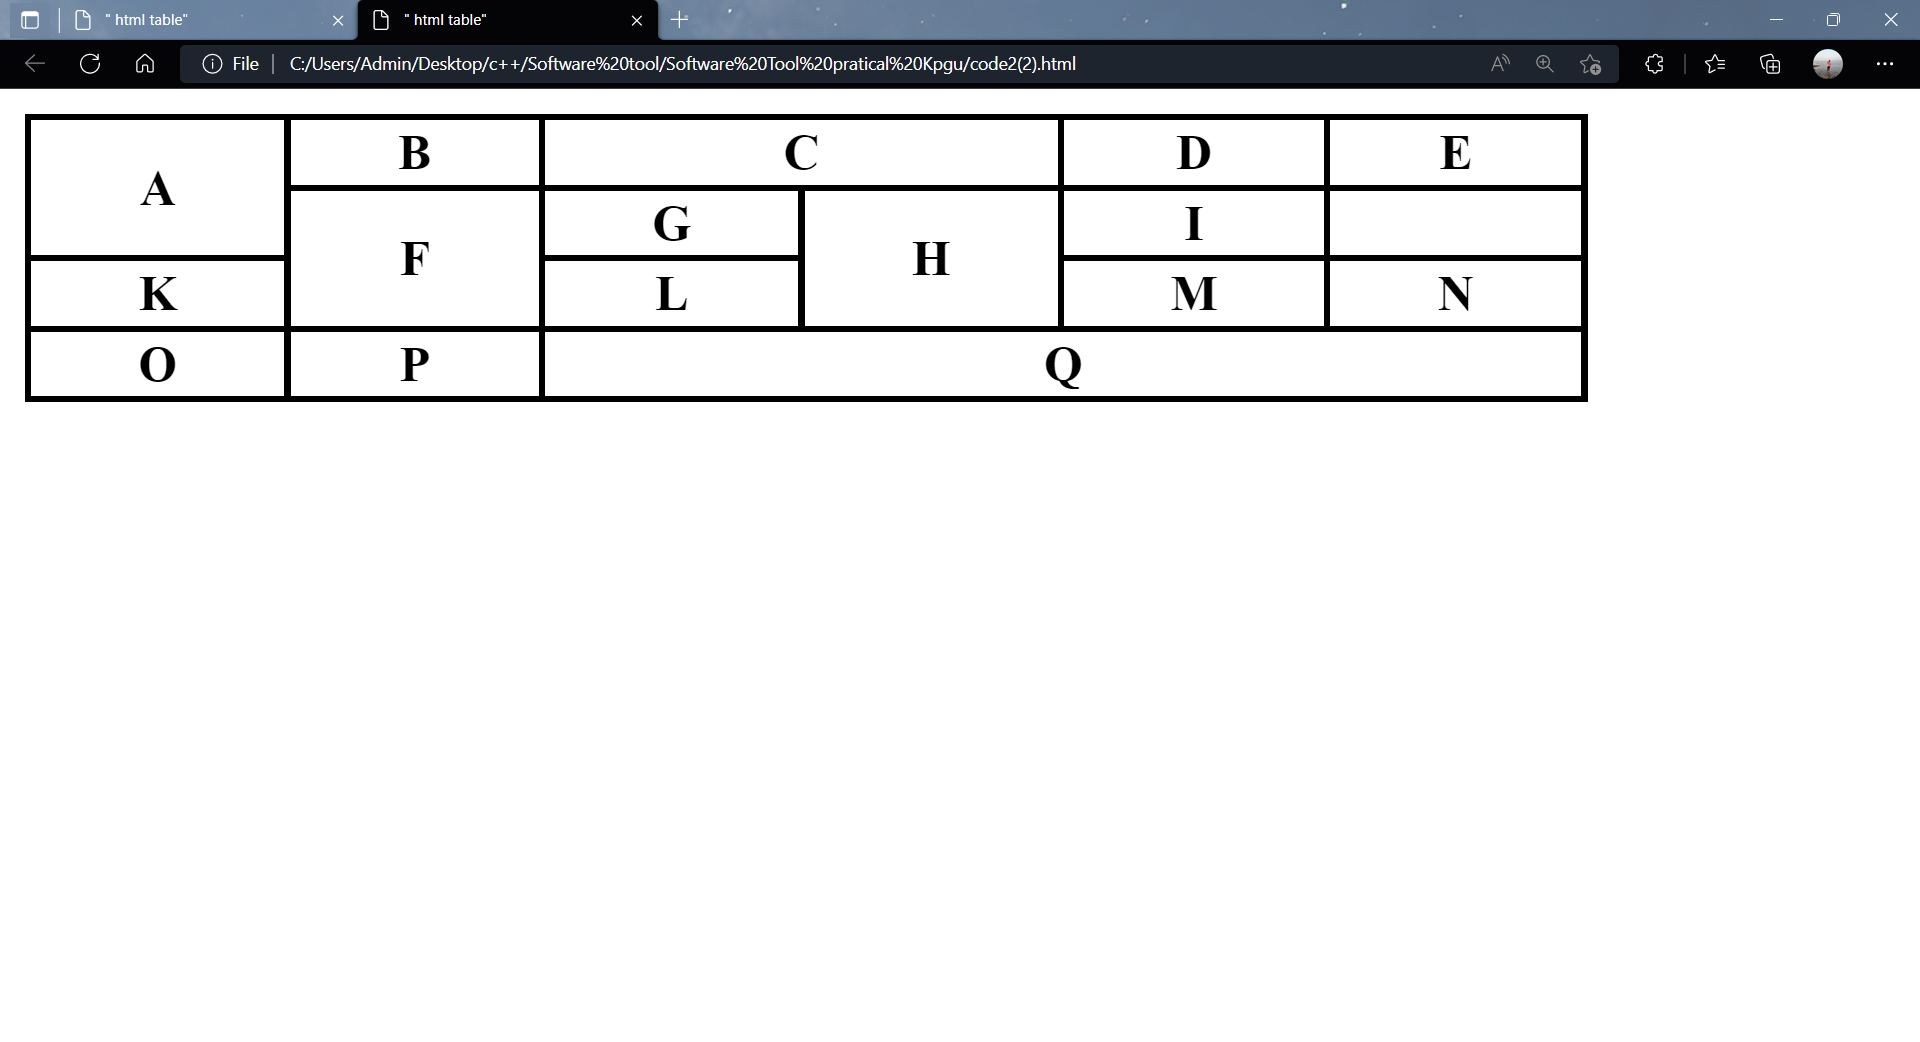 " html table"
" html table"
File
C:/Users/Admin/Desktop/c++/Software%20tool/Software%20Tool%20pratical%20Kpgu/code2(2).html
A B C D E
F G H I
K L M N
O P Q